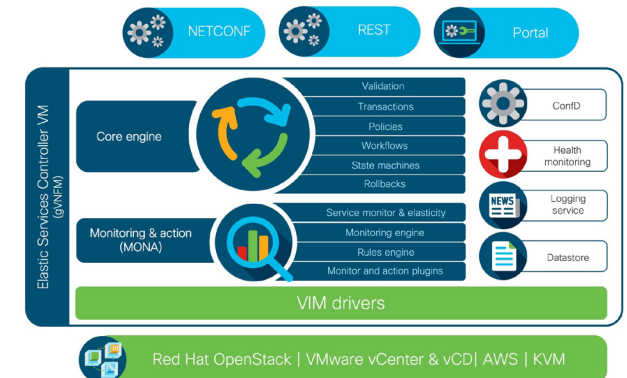 NETCONF
REST
Portal
Elastic Services Controller VM
(gVNFM)
Core engine
Validation
Transactions
Policies
Workflows
State machines
Rollbacks
ConfD
Health
monitoring
NEWS
Logging
service
Datastore
Monitoring & action
(MONA)
Service monitor & elasticity
Monitoring engine
Rules engine
Monitor and action plugins
VIM drivers
Red Hat OpenStack | VMware vCenter & vCD| AWS | KVM